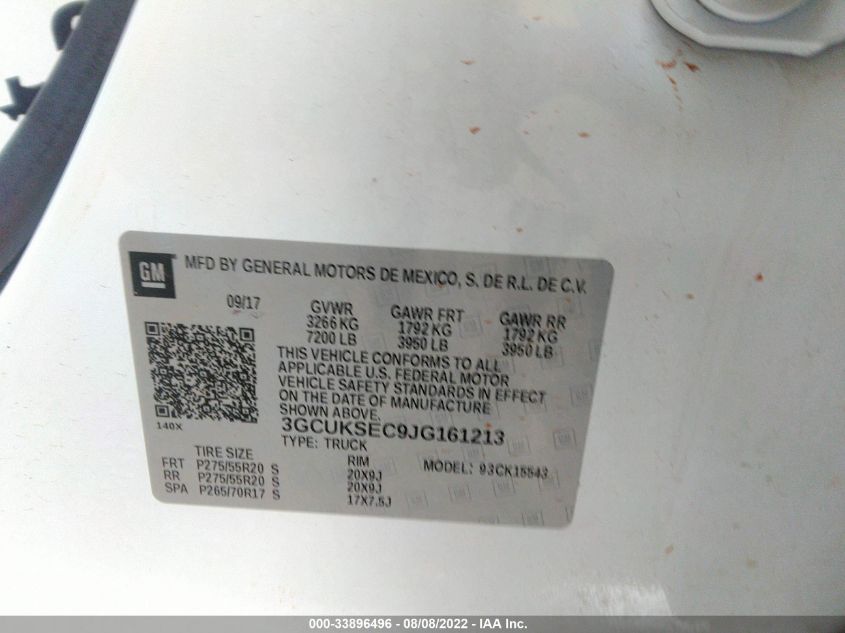 GM
MFD BY GENERAL MOTORS DE MEXICO, S. DE R.L. DE C.V.
09/17
GVWR GAWR FRT GAWR RR
3266 KG 1792 KG 1792 KG
7200 LB 3950 LB 3950 LB
THIS VEHICLE CONFORMS TO ALL
APPLICABLE U.S. FEDERAL MOTOR
VEHICLE SAFETY STANDARDS IN EFFECT
ON THE DATE OF MANUFACTURE
SHOWN ABOVE.
140X
3GCUKSEC9JG161213
TYPE: TRUCK
TIRE SIZE RIM MODEL: 93CK15543
FRT P275/55R20 S 20X9J
RR P275/55R20 S 20X9J
SPA P265/70R17 S 17X7.5J
000-33896496 - 08/08/2022 - IAA Inc.